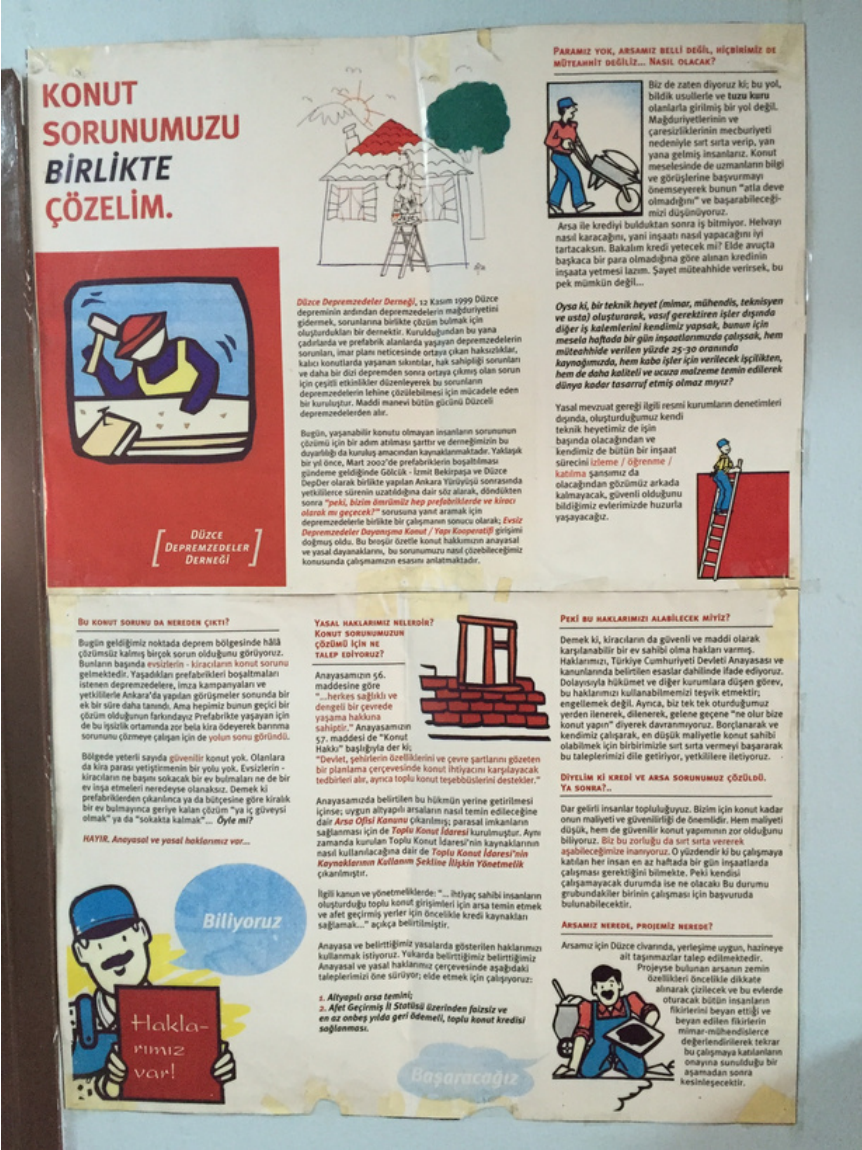 KONUT
SORUNUMUZU
BİRLİKTE
ÇÖZELİM.
[ DÜZCE
DEPREMZEDELER
DERNEĞİ ]
Düzce Depremzedeler Derneği, 12 Kasım 1999 Düzce
depreminin ardından depremzedelerin mağduriyetini
gidermek, sorunlarına birlikte çözüm bulmak için
oluşturdukları bir dernektir. Kurulduğundan bu yana
çadırlarda ve prefabrik alanlarda yaşayan depremzedelerin
sorunları, imar planı neticesinde ortaya çıkan haksızlıklar,
kalıcı konutlarda yaşanan sıkıntılar, hak sahipliği sorunları
ve daha bir dizi depremden sonra ortaya çıkmış olan sorun
için çeşitli etkinlikler düzenleyerek bu sorunların
depremzedelerin lehine çözülebilmesi için mücadele eden
bir kuruluştur. Maddi manevi bütün gücünü Düzceli
depremzedelerden alır.
Bugün, yaşanabilir konutu olmayan insanların sorununun
çözümü için bir adım atılması şarttır ve derneğimizin bu
duyarlılığı da kuruluş amacından kaynaklanmaktadır. Yaklaşık
bir yıl önce, Mart 2002'de prefabriklerin boşaltılması
gündeme geldiğinde Gölcük - İzmit Bekirpaşa ve Düzce
DepDer olarak birlikte yapılan Ankara Yürüyüşü sonrasında
yetkililerce sürenin uzatıldığına dair söz alarak, döndükten
sonra "peki, bizim ömrümüz hep prefabriklerde ve kiracı
olarak mı geçecek?" sorusuna yanıt aramak için
depremzedelerle birlikte bir çalışmanın sonucu olarak; Evsiz
Depremzedeler Dayanışma Konut / Yapı Kooperatifi girişimi
doğmuş oldu. Bu broşür özetle konut hakkımızın anayasal
ve yasal dayanaklarını, bu sorunumuzu nasıl çözebileceğimiz
konusunda çalışmamızın esasını anlatmaktadır.
PARAMIZ YOK, ARSAMIZ BELLİ DEĞİL, HİÇBİRİMİZ DE
MÜTEAHHİT DEĞİLİZ... NASIL OLACAK?
Biz de zaten diyoruz ki; bu yol,
bildik usullerle ve tuzu kuru
olanlarla girilmiş bir yol değil.
Mağduriyetlerinin ve
çaresizliklerinin mecburiyeti
nedeniyle sırt sırta verip, yan
yana gelmiş insanlarız. Konut
meselesinde de uzmanların bilgi
ve görüşlerine başvurmayı
önemseyerek bunun "atla deve
olmadığını" ve başarabileceği-
mizi düşünüyoruz.
Arsa ile krediyi bulduktan sonra iş bitmiyor. Helvayı
nasıl karacağını, yani inşaatı nasıl yapacağını iyi
tartacaksın. Bakalım kredi yetecek mi? Elde avuçta
başkaca bir para olmadığına göre alınan kredinin
inşaata yetmesi lazım. Şayet müteahhide verirsek, bu
pek mümkün değil...
Oysa ki, bir teknik heyet (mimar, mühendis, teknisyen
ve usta) oluşturarak, vasıf gerektiren işler dışında
diğer iş kalemlerini kendimiz yapsak, bunun için
mesela haftada bir gün inşaatlarımızda çalışsak, hem
müteahhide verilen yüzde 25-30 oranında
kaynağımızda, hem kaba işler için verilecek işçilikten,
hem de daha kaliteli ve ucuza malzeme temin edilerek
dünya kadar tasarruf etmiş olmaz mıyız?
Yasal mevzuat gereği ilgili resmi kurumların denetimleri
dışında, oluşturduğumuz kendi
teknik heyetimiz de işin
başında olacağından ve
kendimiz de bütün bir inşaat
sürecini izleme / öğrenme /
katılma şansımız da
olacağından gözümüz arkada
kalmayacak, güvenli olduğunu
bildiğimiz evlerimizde huzurla
yaşayacağız.
BU KONUT SORUNU DA NEREDEN ÇIKTI?
Bugün geldiğimiz noktada deprem bölgesinde hâlâ
çözümsüz kalmış birçok sorun olduğunu görüyoruz.
Bunların başında evsizlerin - kiracıların konut sorunu
gelmektedir. Yaşadıkları prefabrikleri boşaltmaları
istenen depremzedelere, imza kampanyaları ve
yetkililerle Ankara'da yapılan görüşmeler sonunda bir
ek bir süre daha tanındı. Ama hepimiz bunun geçici bir
çözüm olduğunun farkındayız Prefabrikte yaşayan için de
bu işsizlik ortamında zor bela kira ödeyerek barınma
sorununu çözmeye çalışan için de yolun sonu göründü.
Bölgede yeterli sayıda güvenilir konut yok. Olanlara
da kira parası yetiştirmenin bir yolu yok. Evsizlerin -
kiracıların ne başını sokacak bir ev bulmaları ne de bir
ev inşa etmeleri neredeyse olanaksız. Demek ki
prefabriklerden çıkarılınca ya da bütçesine göre kiralık
bir ev bulmayınca geriye kalan çözüm "ya iç güveysi
olmak" ya da "sokakta kalmak"... Öyle mi?
HAYIR. Anayasal ve yasal haklarımız var...
Biliyoruz
Hakla-
rımız
var!
YASAL HAKLARIMIZ NELERDİR?
KONUT SORUNUMUZUN
ÇÖZÜMÜ İÇİN NE
TALEP EDİYORUZ?
Anayasamızın 56.
maddesine göre
"...herkes sağlıklı ve
dengeli bir çevrede
yaşama hakkına
sahiptir." Anayasamızın
57. maddesi de "Konut
Hakkı" başlığıyla der ki;
"Devlet, şehirlerin özelliklerini ve çevre şartlarını gözeten
bir planlama çerçevesinde konut ihtiyacını karşılayacak
tedbirleri alır, ayrıca toplu konut teşebbüslerini destekler."
Anayasamızda belirtilen bu hükmün yerine getirilmesi
içinse; uygun altyapılı arsaların nasıl temin edileceğine
dair Arsa Ofisi Kanunu çıkarılmış; parasal imkanların
sağlanması için de Toplu Konut İdaresi kurulmuştur. Aynı
zamanda kurulan Toplu Konut İdaresi'nin kaynaklarının
nasıl kullanılacağına dair de Toplu Konut İdaresi'nin
Kaynaklarının Kullanım Şekline İlişkin Yönetmelik
çıkarılmıştır.
İlgili kanun ve yönetmeliklerde: "... ihtiyaç sahibi insanların
oluşturduğu toplu konut girişimleri için arsa temin etmek
ve afet geçirmiş yerler için öncelikle kredi kaynakları
sağlamak..." açıkça belirtilmiştir.
Anayasa ve belirttiğimiz yasalarda gösterilen haklarımızı
kullanmak istiyoruz. Yukarda belirttiğimiz belirttiğimiz
Anayasal ve yasal haklarımız çerçevesinde aşağıdaki
taleplerimizi öne sürüyor; elde etmek için çalışıyoruz:
1. Altyapılı arsa temini;
2. Afet Geçirmiş İl Statüsü üzerinden faizsiz ve
en az onbeş yılda geri ödemeli, toplu konut kredisi
sağlanması.
Başaracağız
PEKİ BU HAKLARIMIZI ALABİLECEK MİYİZ?
Demek ki, kiracıların da güvenli ve maddi olarak
karşılanabilir bir ev sahibi olma hakları varmış.
Haklarımızı, Türkiye Cumhuriyeti Devleti Anayasası ve
kanunlarında belirtilen esaslar dahilinde ifade ediyoruz.
Dolayısıyla hükümet ve diğer kurumlara düşen görev,
bu haklarımızı kullanabilmemizi teşvik etmektir;
engellemek değil. Ayrıca, biz tek tek oturduğumuz
yerden ilenerek, dilenerek, gelene geçene "ne olur bize
konut yapın" diyerek davranmıyoruz. Borçlanarak ve
kendimiz çalışarak, en düşük maliyetle konut sahibi
olabilmek için birbirimizle sırt sırta vermeyi başararak
bu taleplerimizi dile getiriyor, yetkililere iletiyoruz.
DİYELİM Kİ KREDİ VE ARSA SORUNUMUZ ÇÖZÜLDÜ.
YA SONRA?..
Dar gelirli insanlar topluluğuyuz. Bizim için konut kadar
onun maliyeti ve güvenilirliği de önemlidir. Hem maliyeti
düşük, hem de güvenilir konut yapımının zor olduğunu
biliyoruz. Biz bu zorluğu da sırt sırta vererek
aşabileceğimize inanıyoruz. O yüzdendir ki bu çalışmaya
katılan her insan en az haftada bir gün inşaatlarda
çalışması gerektiğini bilmekte. Peki kendisi
çalışamayacak durumda ise ne olacak? Bu durumu
grubundakiler birinin çalışması için başvuruda
bulunabilecektir.
ARSAMIZ NEREDE, PROJEMİZ NEREDE?
Arsamız için Düzce civarında, yerleşime uygun, hazineye
ait taşınmazlar talep edilmektedir.
Projeyse bulunan arsanın zemin
özellikleri öncelikle dikkate
alınarak çizilecek ve bu evlerde
oturacak bütün insanların
fikirlerini beyan ettiği ve
beyan edilen fikirlerin
mimar-mühendislerce
değerlendirilerek tekrar
bu çalışmaya katılanların
onayına sunulduğu bir
aşamadan sonra
kesinleşecektir.